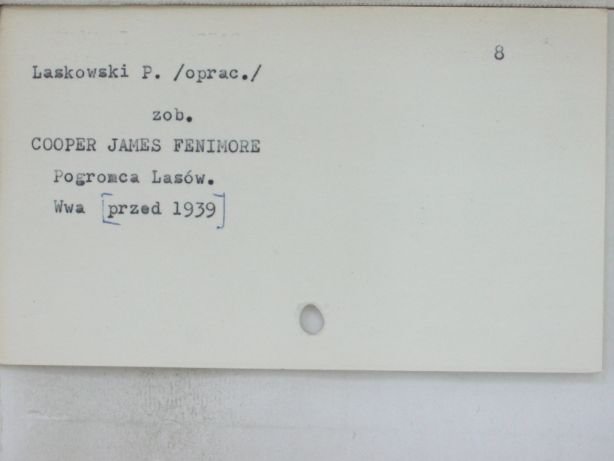 8
Laskowski P. /oprac./
zob.
COOPER JAMES FENIMORE
Pogromca Lasów.
Wwa [przed 1939]